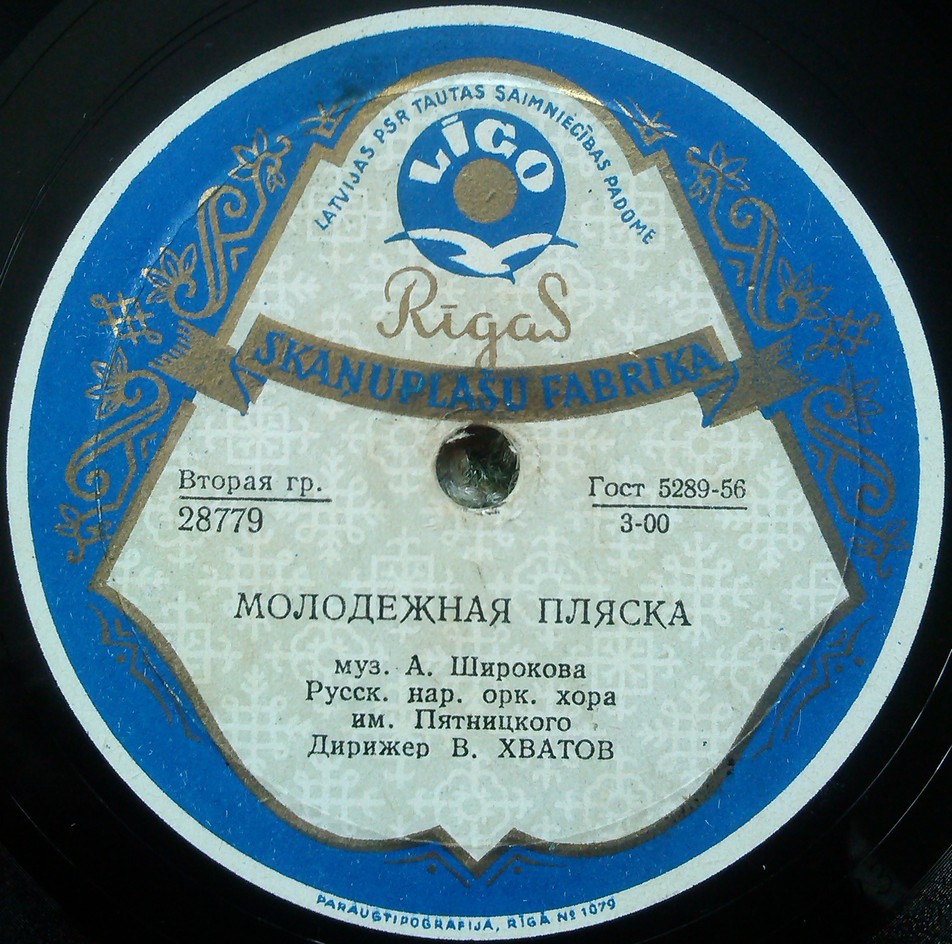 LATVIJAS PSR TAUTAS SAIMNIECĪBAS PADOME
LĪGO
Rīgas
SKAŅUPLAŠU FABRIKA
Вторая гр.
28779
Гост 5289-56
3-00
МОЛОДЕЖНАЯ ПЛЯСКА
муз. А. Широкова
Русск. нар. орк. хора
им. Пятницкого
Дирижер В. ХВАТОВ
PARAUGTIPOGRAFIJA, RĪGĀ № 1079